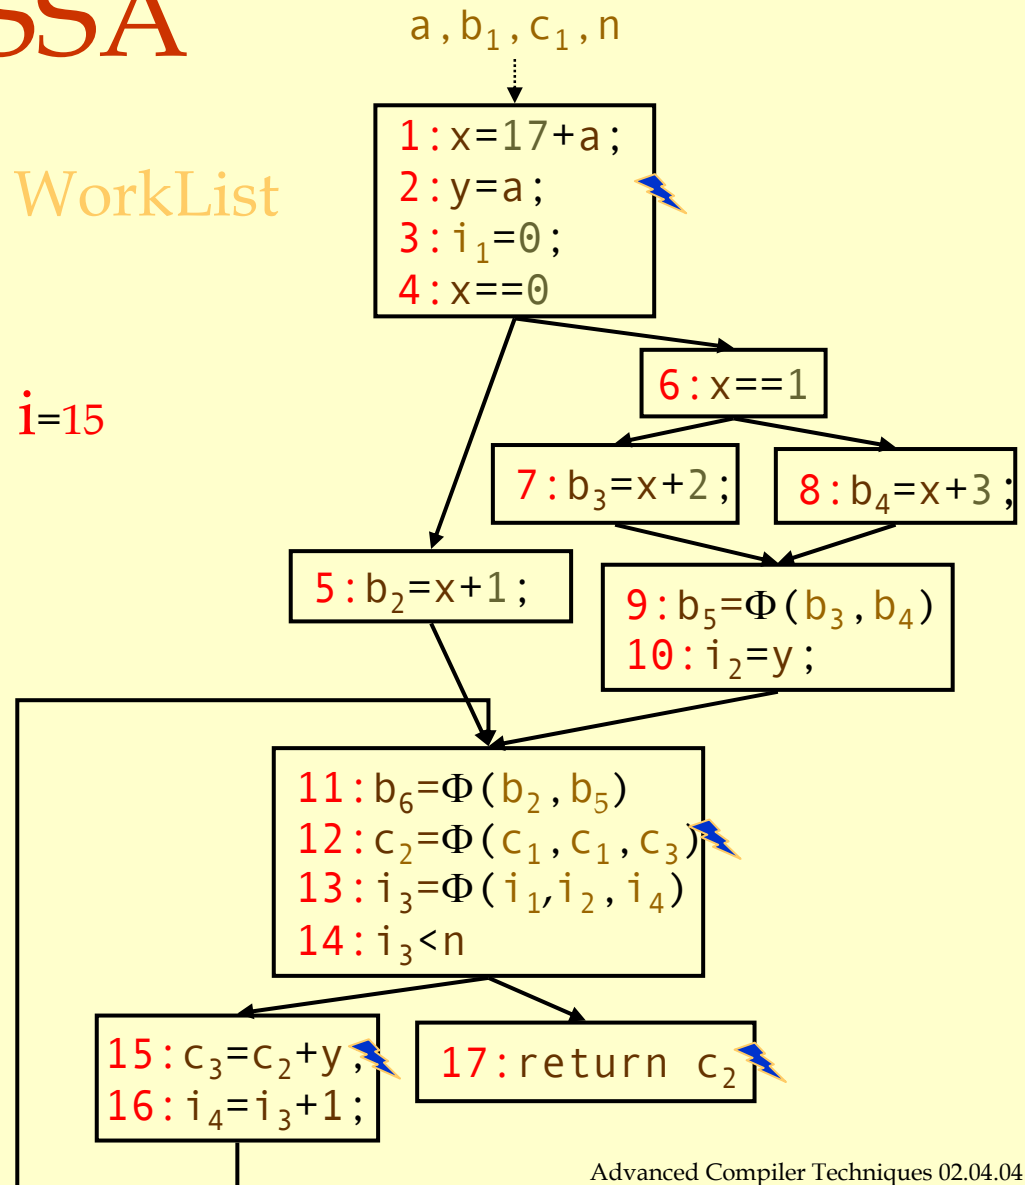 SSA
a,b₁,c₁,n
WorkList
i=15
1:x=17+a;
2:y=a;
3:i₁=0;
4:x==0
6:x==1
7:b₃=x+2;
8:b₄=x+3;
5:b₂=x+1;
9:b₅=Φ(b₃,b₄)
10:i₂=y;
11:b₆=Φ(b₂,b₅)
12:c₂=Φ(c₁,c₁,c₃)
13:i₃=Φ(i₁,i₂,i₄)
14:i₃<n
15:c₃=c₂+y;
16:i₄=i₃+1;
17:return c₂
Advanced Compiler Techniques 02.04.04